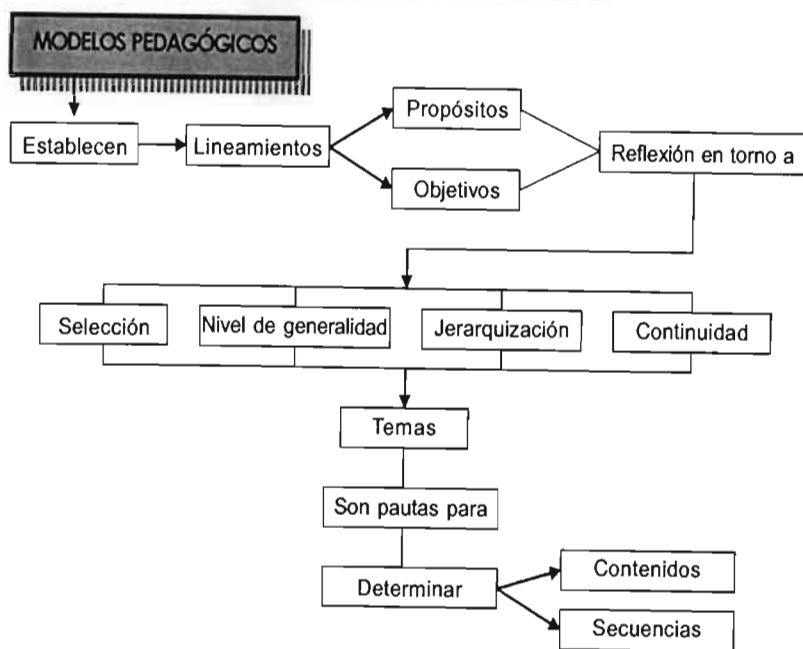 MODELOS PEDAGÓGICOS
Establecen
Lineamientos
Propósitos
Objetivos
Reflexión en torno a
Selección
Nivel de generalidad
Jerarquización
Continuidad
Temas
Son pautas para
Determinar
Contenidos
Secuencias